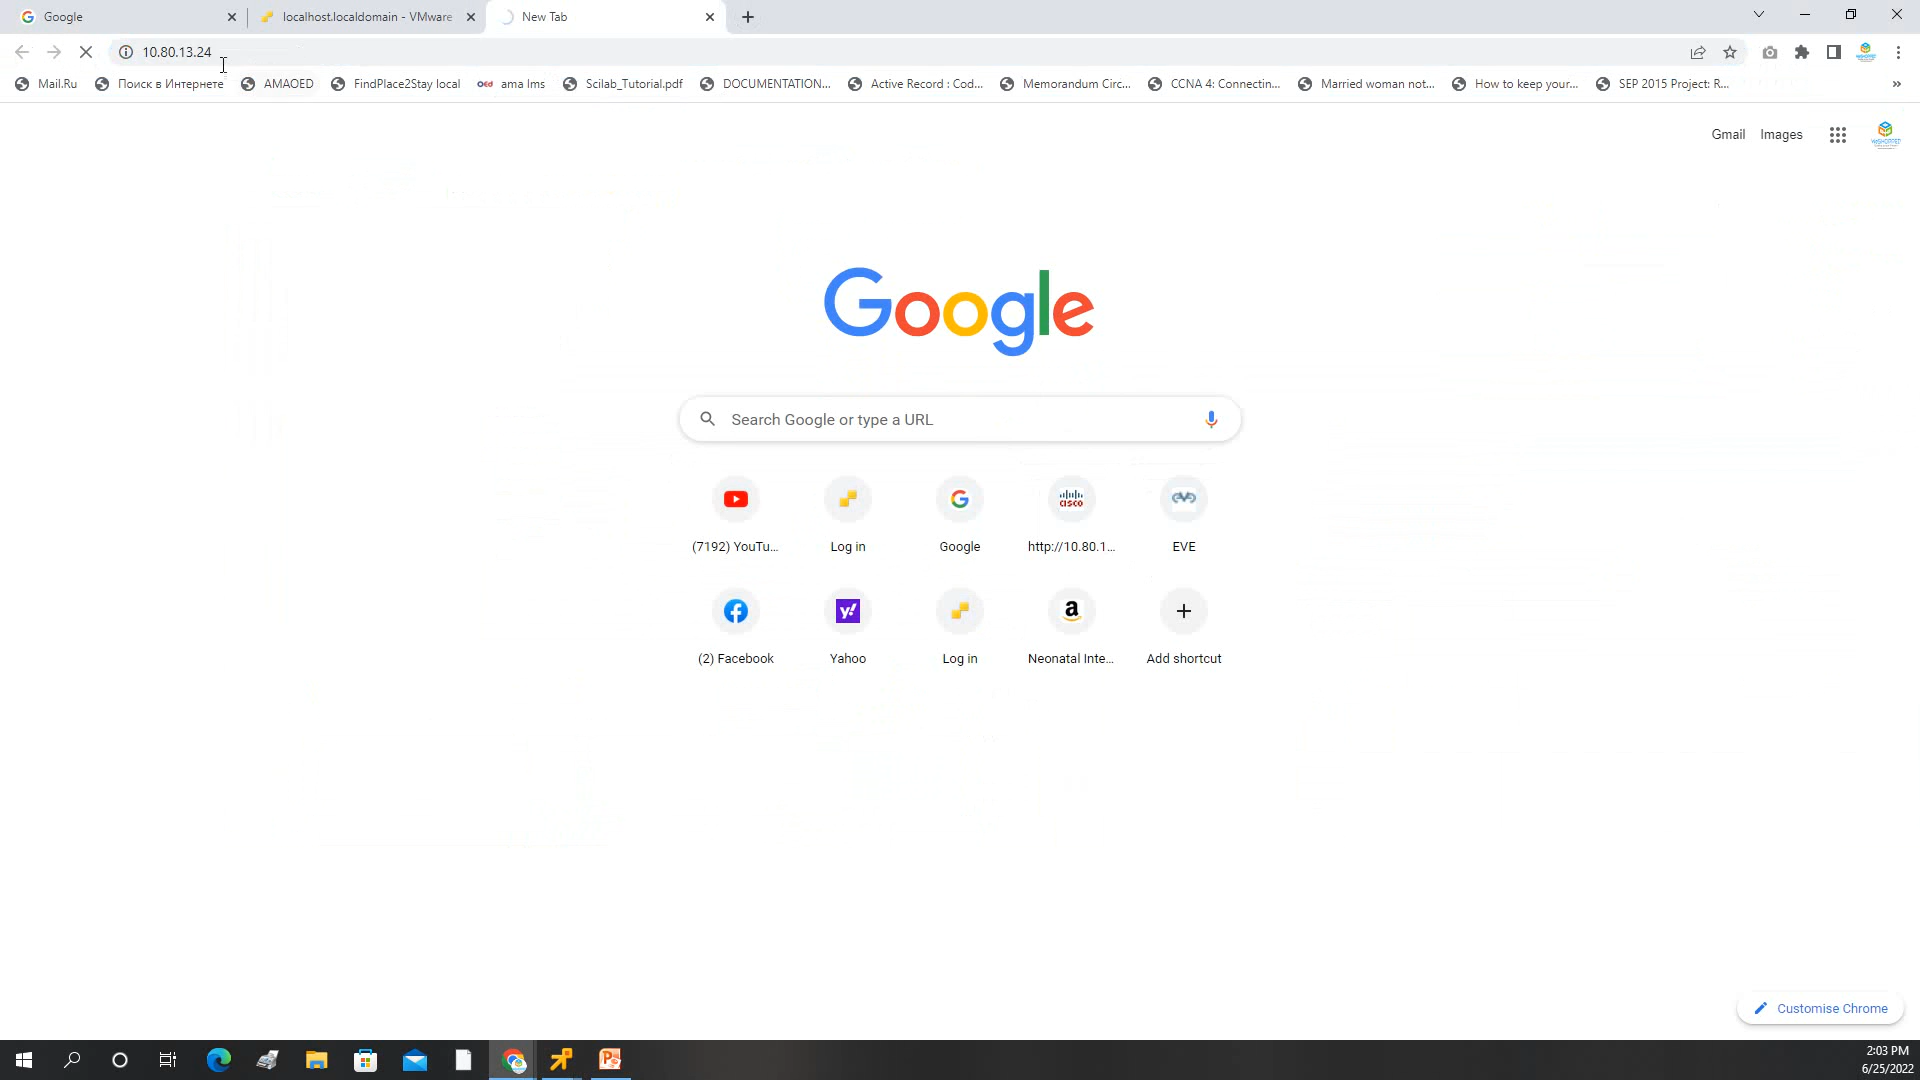 Google
localhost.localdomain - VMware
New Tab
10.80.13.24
Mail.Ru
Поиск в Интернете
AMAOED
FindPlace2Stay local
ama lms
Scilab_Tutorial.pdf
DOCUMENTATION...
Active Record : Cod...
Memorandum Circ...
CCNA 4: Connectin...
Married woman not...
How to keep your...
SEP 2015 Project: R...
Gmail Images
Google
Search Google or type a URL
CISCO
(7192) YouTu...
Log in
Google
http://10.80.1...
EVE
(2) Facebook
Yahoo
Log in
Neonatal Inte...
Add shortcut
Customise Chrome
2:03 PM
6/25/2022